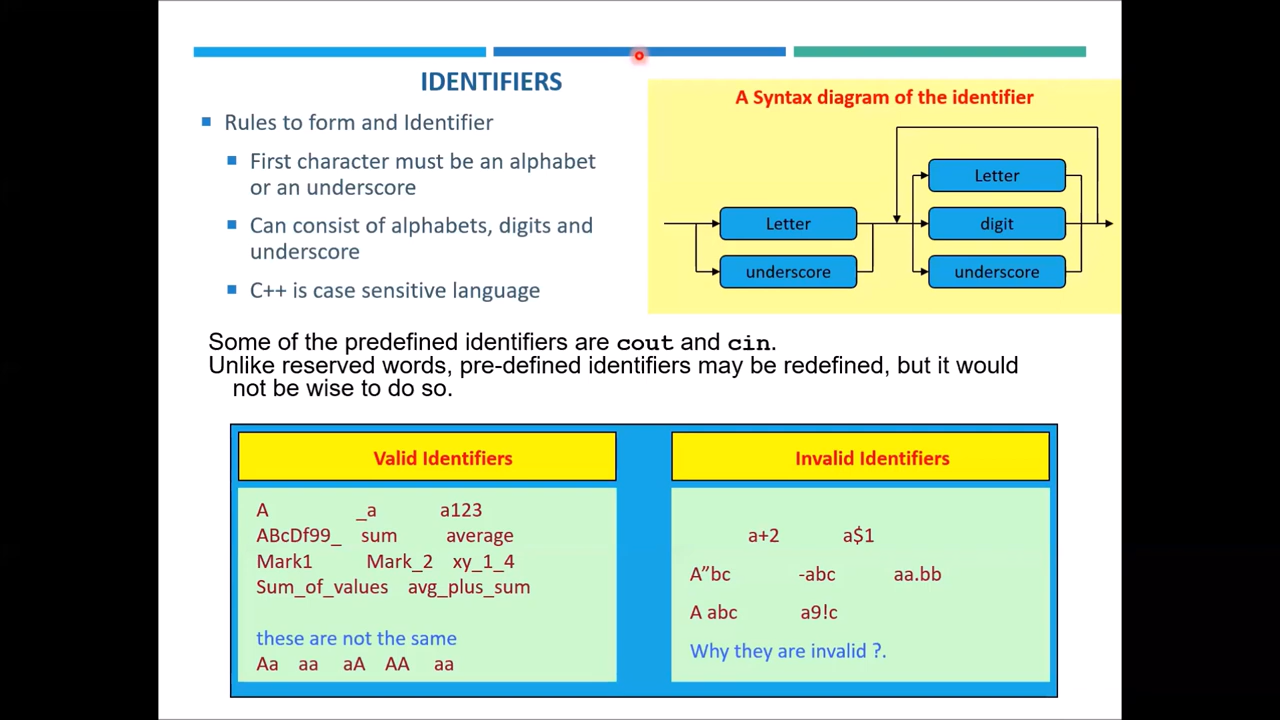 IDENTIFIERS
Rules to form and Identifier
First character must be an alphabet
or an underscore
Can consist of alphabets, digits and
underscore
C++ is case sensitive language
A Syntax diagram of the identifier
Letter
Letter
digit
underscore
underscore
Some of the predefined identifiers are cout and cin.
Unlike reserved words, pre-defined identifiers may be redefined, but it would
not be wise to do so.
Valid Identifiers
A _a a123
ABcDf99_ sum average
Mark1 Mark_2 xy_1_4
Sum_of_values avg_plus_sum
these are not the same
Aa aa aA AA aa
Invalid Identifiers
a+2 a$1
A”bc -abc aa.bb
A abc a9!c
Why they are invalid ?.